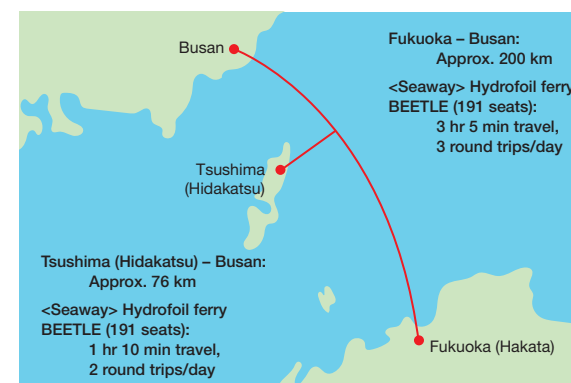 Busan
Fukuoka – Busan:
Approx. 200 km
<Seaway> Hydrofoil ferry
BEETLE (191 seats):
3 hr 5 min travel,
3 round trips/day
Tsushima
(Hidakatsu)
Tsushima (Hidakatsu) – Busan:
Approx. 76 km
<Seaway> Hydrofoil ferry
BEETLE (191 seats):
1 hr 10 min travel,
2 round trips/day
Fukuoka (Hakata)